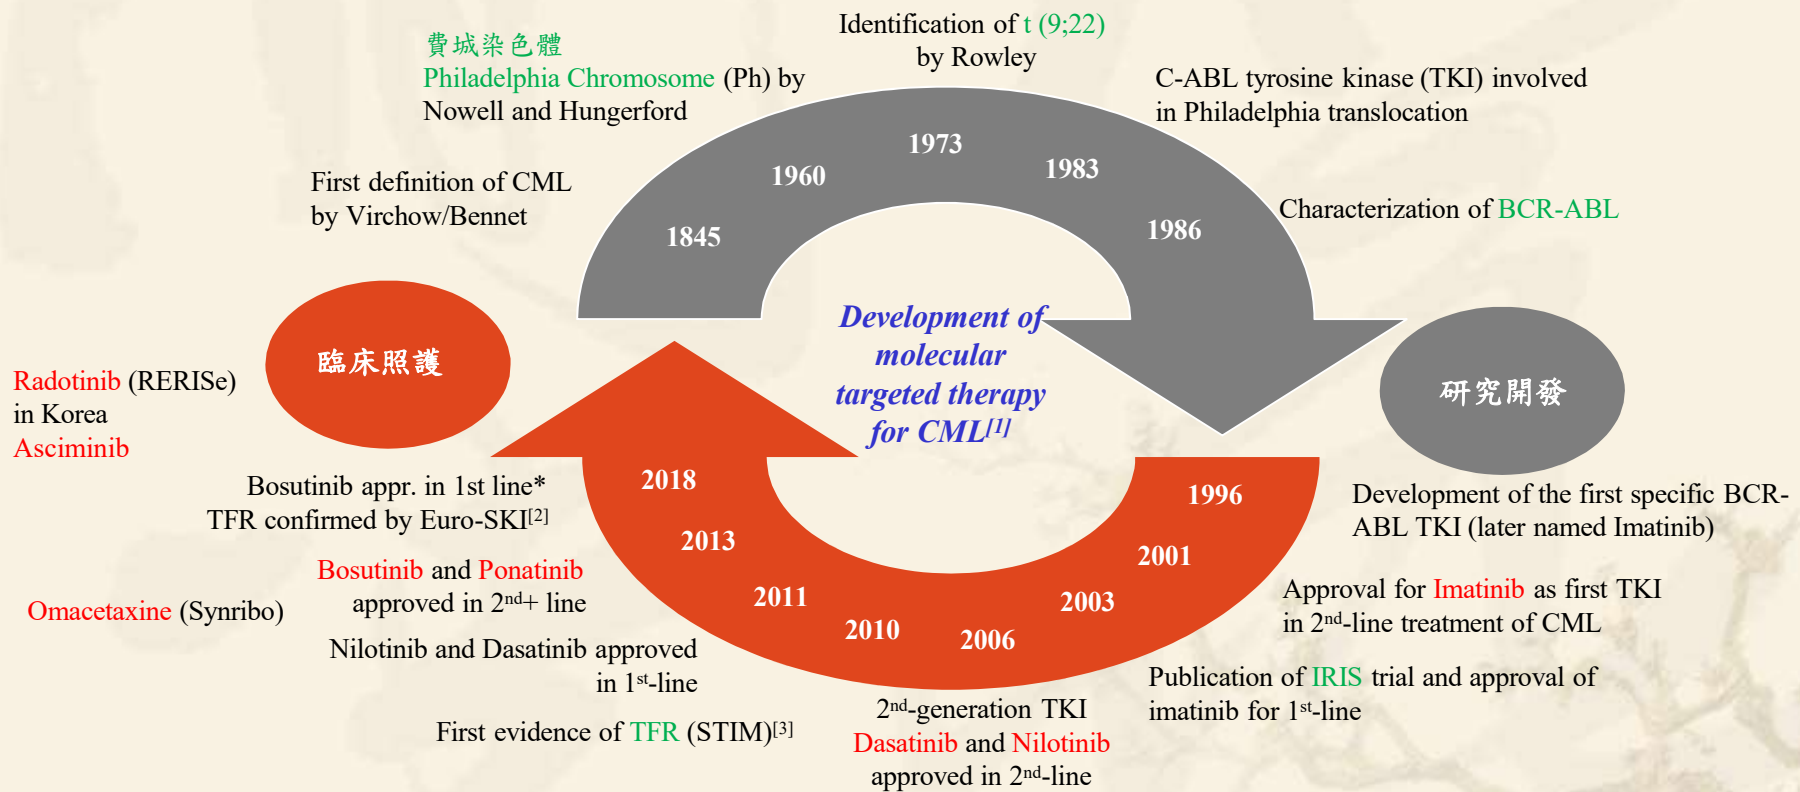 費城染色體
Philadelphia Chromosome (Ph) by
Nowell and Hungerford
Identification of t (9;22)
by Rowley
C-ABL tyrosine kinase (TKI) involved
in Philadelphia translocation
First definition of CML
by Virchow/Bennet
Characterization of BCR-ABL
1845
1960
1973
1983
1986
Development of
molecular
targeted therapy
for CML[1]
臨床照護
研究開發
Radotinib (RERISe)
in Korea
Asciminib
Bosutinib appr. in 1st line*
TFR confirmed by Euro-SKI[2]
Bosutinib and Ponatinib
approved in 2nd+ line
Omacetaxine (Synribo)
Nilotinib and Dasatinib approved
in 1st-line
First evidence of TFR (STIM)[3]
2018
2013
2011
2010
2006
2003
2001
1996
Development of the first specific BCR-
ABL TKI (later named Imatinib)
Approval for Imatinib as first TKI
in 2nd-line treatment of CML
Publication of IRIS trial and approval of
imatinib for 1st-line
2nd-generation TKI
Dasatinib and Nilotinib
approved in 2nd-line